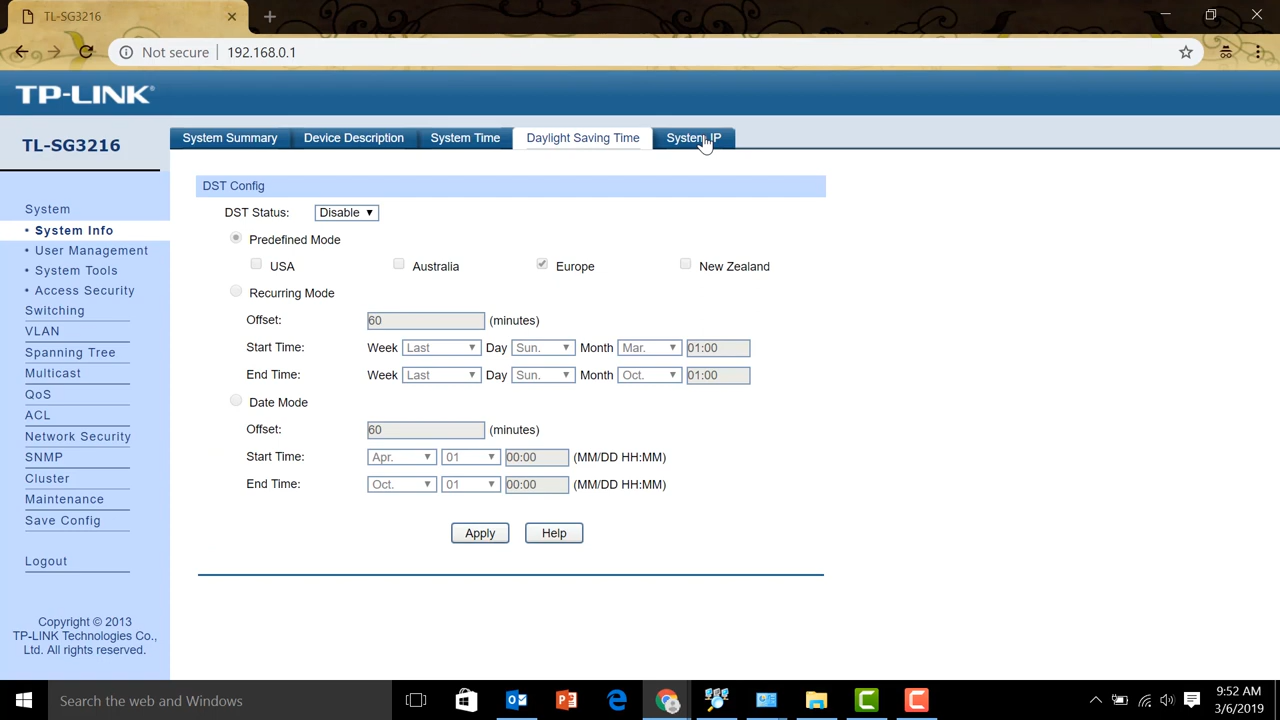 TL-SG3216
Not secure
192.168.0.1
TP-LINK
TL-SG3216
System Summary
Device Description
System Time
Daylight Saving Time
System IP
System
• System Info
• User Management
• System Tools
• Access Security
Switching
VLAN
Spanning Tree
Multicast
QoS
ACL
Network Security
SNMP
Cluster
Maintenance
Save Config
Logout
Copyright © 2013
TP-LINK Technologies Co.,
Ltd. All rights reserved.
DST Config
DST Status: Disable
Predefined Mode
USA Australia Europe New Zealand
Recurring Mode
Offset: 60 (minutes)
Start Time: Week Last Day Sun. Month Mar. 01:00
End Time: Week Last Day Sun. Month Oct. 01:00
Date Mode
Offset: 60 (minutes)
Start Time: Apr. 01 00:00 (MM/DD HH:MM)
End Time: Oct. 01 00:00 (MM/DD HH:MM)
Apply Help
Search the web and Windows
9:52 AM
3/6/2019